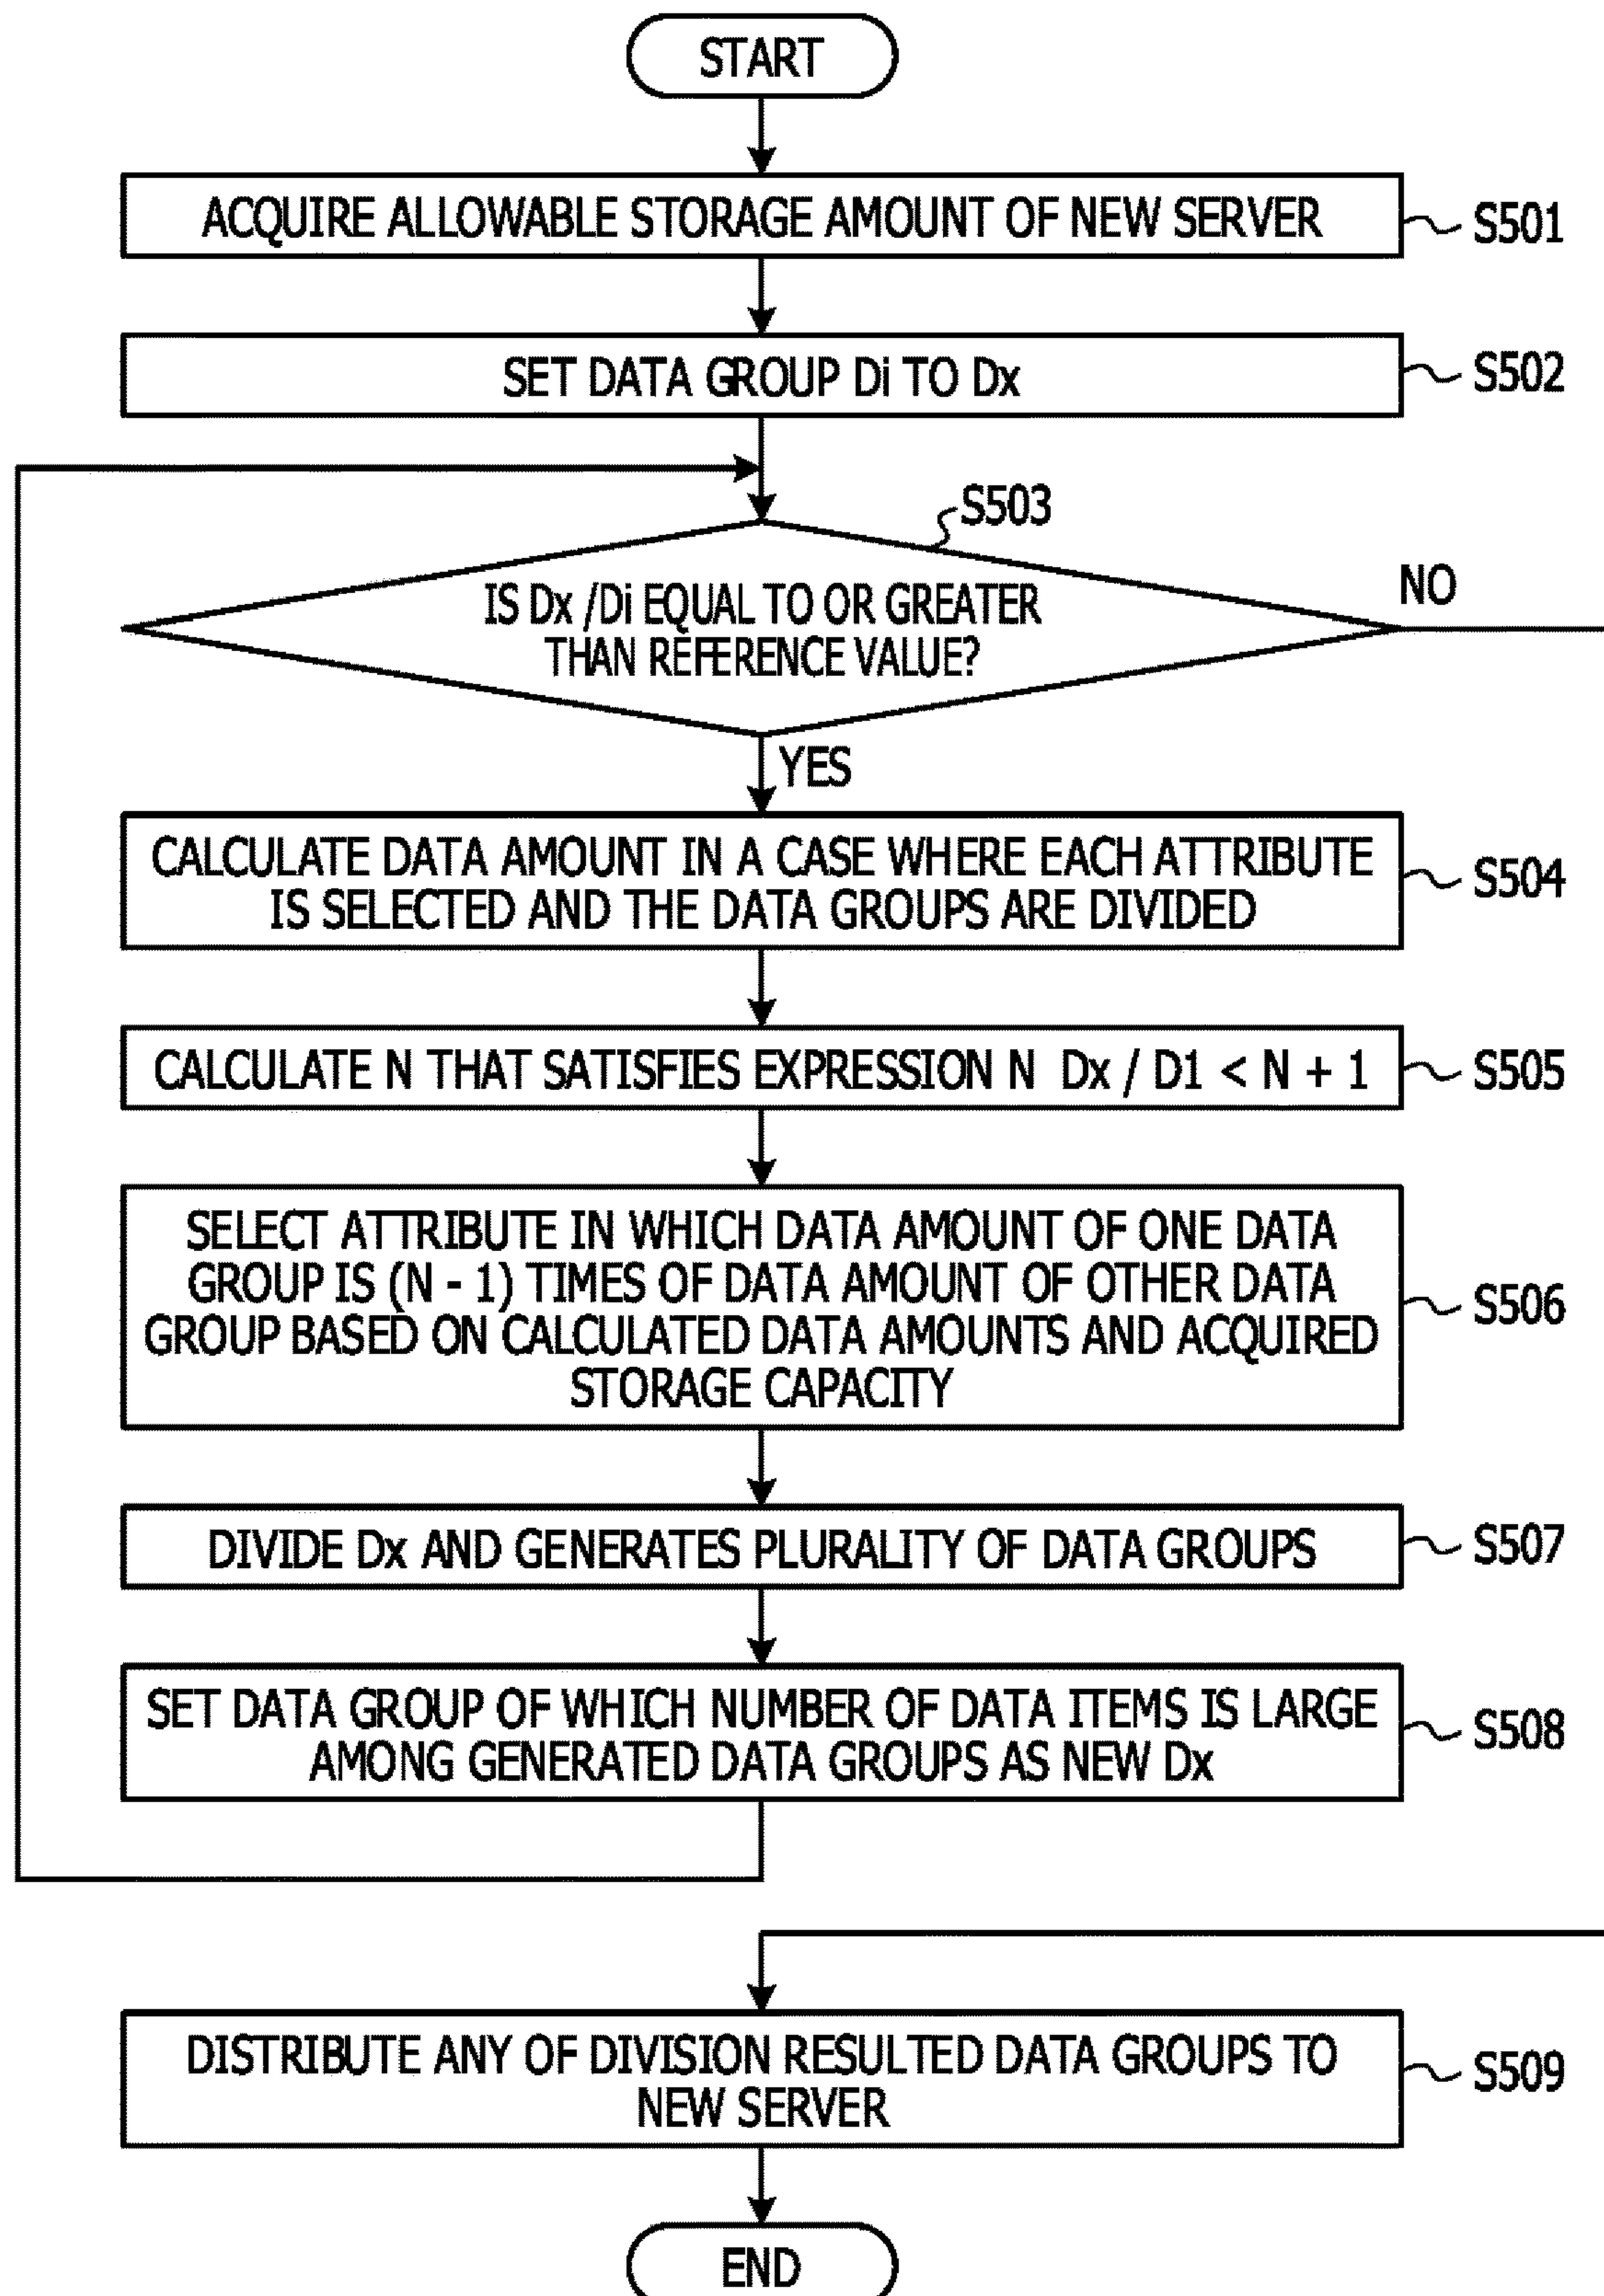 START
ACQUIRE ALLOWABLE STORAGE AMOUNT OF NEW SERVER
S501
SET DATA GROUP Di TO Dx
S502
S503
IS Dx /Di EQUAL TO OR GREATER
THAN REFERENCE VALUE?
NO
YES
CALCULATE DATA AMOUNT IN A CASE WHERE EACH ATTRIBUTE
IS SELECTED AND THE DATA GROUPS ARE DIVIDED
S504
CALCULATE N THAT SATISFIES EXPRESSION N Dx / D1 < N + 1
S505
SELECT ATTRIBUTE IN WHICH DATA AMOUNT OF ONE DATA
GROUP IS (N - 1) TIMES OF DATA AMOUNT OF OTHER DATA
GROUP BASED ON CALCULATED DATA AMOUNTS AND ACQUIRED
STORAGE CAPACITY
S506
DIVIDE Dx AND GENERATES PLURALITY OF DATA GROUPS
S507
SET DATA GROUP OF WHICH NUMBER OF DATA ITEMS IS LARGE
AMONG GENERATED DATA GROUPS AS NEW Dx
S508
DISTRIBUTE ANY OF DIVISION RESULTED DATA GROUPS TO
NEW SERVER
S509
END